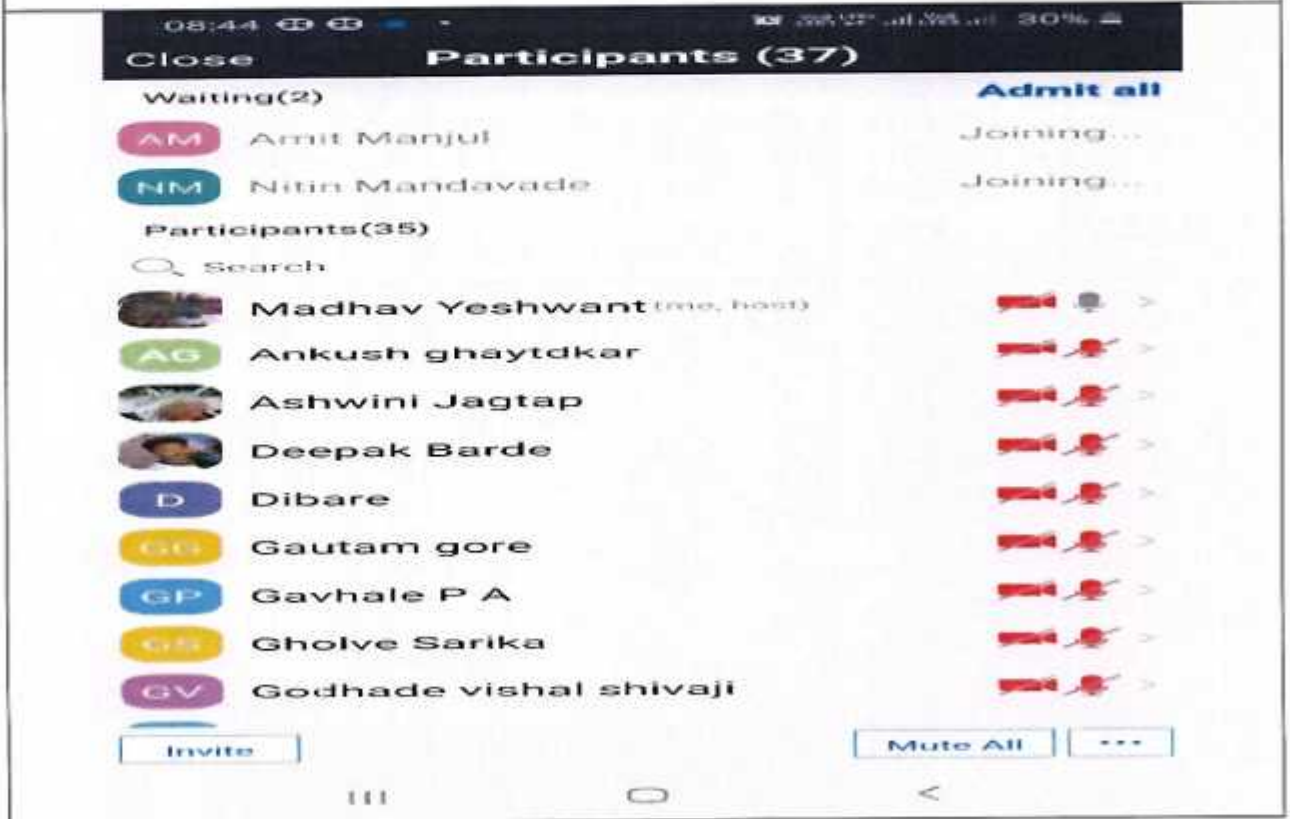 08:44 30%
Close Participants (37)
Waiting(2) Admit all
AM Amit Manjul Joining...
NM Nitin Mandavade Joining...
Participants(35)
Search
Madhav Yeshwant (me, host)
AG Ankush ghaytdkar
Ashwini Jagtap
Deepak Barde
D Dibare
GG Gautam gore
GP Gavhale P A
GS Gholve Sarika
GV Godhade vishal shivaji
Invite Mute All ...